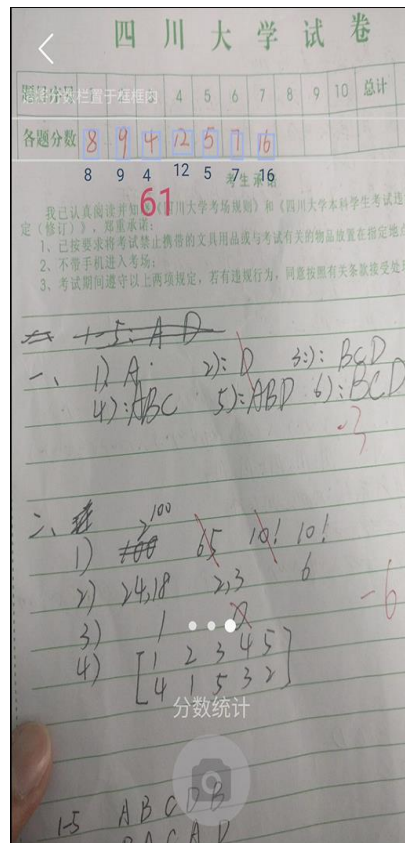 四川大学试卷
题号分数栏置于框框内
4 5 6 7 8 9 10 总计
各题分数 8 9 4 12 5 7 16
8 9 4 12 5 7 16
考生承诺
61
我已认真阅读并知《四川大学考场规则》和《四川大学本科学生考试违
定（修订）》，郑重承诺：
1、已按要求将考试禁止携带的文具用品或与考试有关的物品放置在指定地点
2、不带手机进入考场；
3、考试期间遵守以上两项规定，若有违规行为，同意按照有关条款接受处理
一、 1) A 2): D 3:): BCD
4):ABC 5):ABD 6):BCD
-3
二、
1) 2^100 65 10! 10!
2) 24,18 2,3 6
-6
3) 1 0
4) [1 2 3 4 5
4 1 5 3 2]
分数统计
1-5 A B C D B
B A C A D